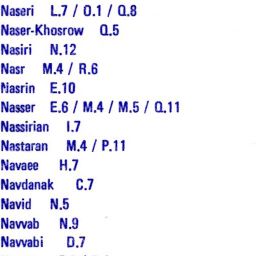 Naseri L.7 / O.1 / Q.8
Naser-Khosrow Q.5
Nasiri N.12
Nasr M.4 / R.6
Nasrin E.10
Nasser E.6 / M.4 / M.5 / Q.11
Nassirian I.7
Nastaran M.4 / P.11
Navaee H.7
Navdanak C.7
Navid N.5
Navvab N.9
Navvabi D.7